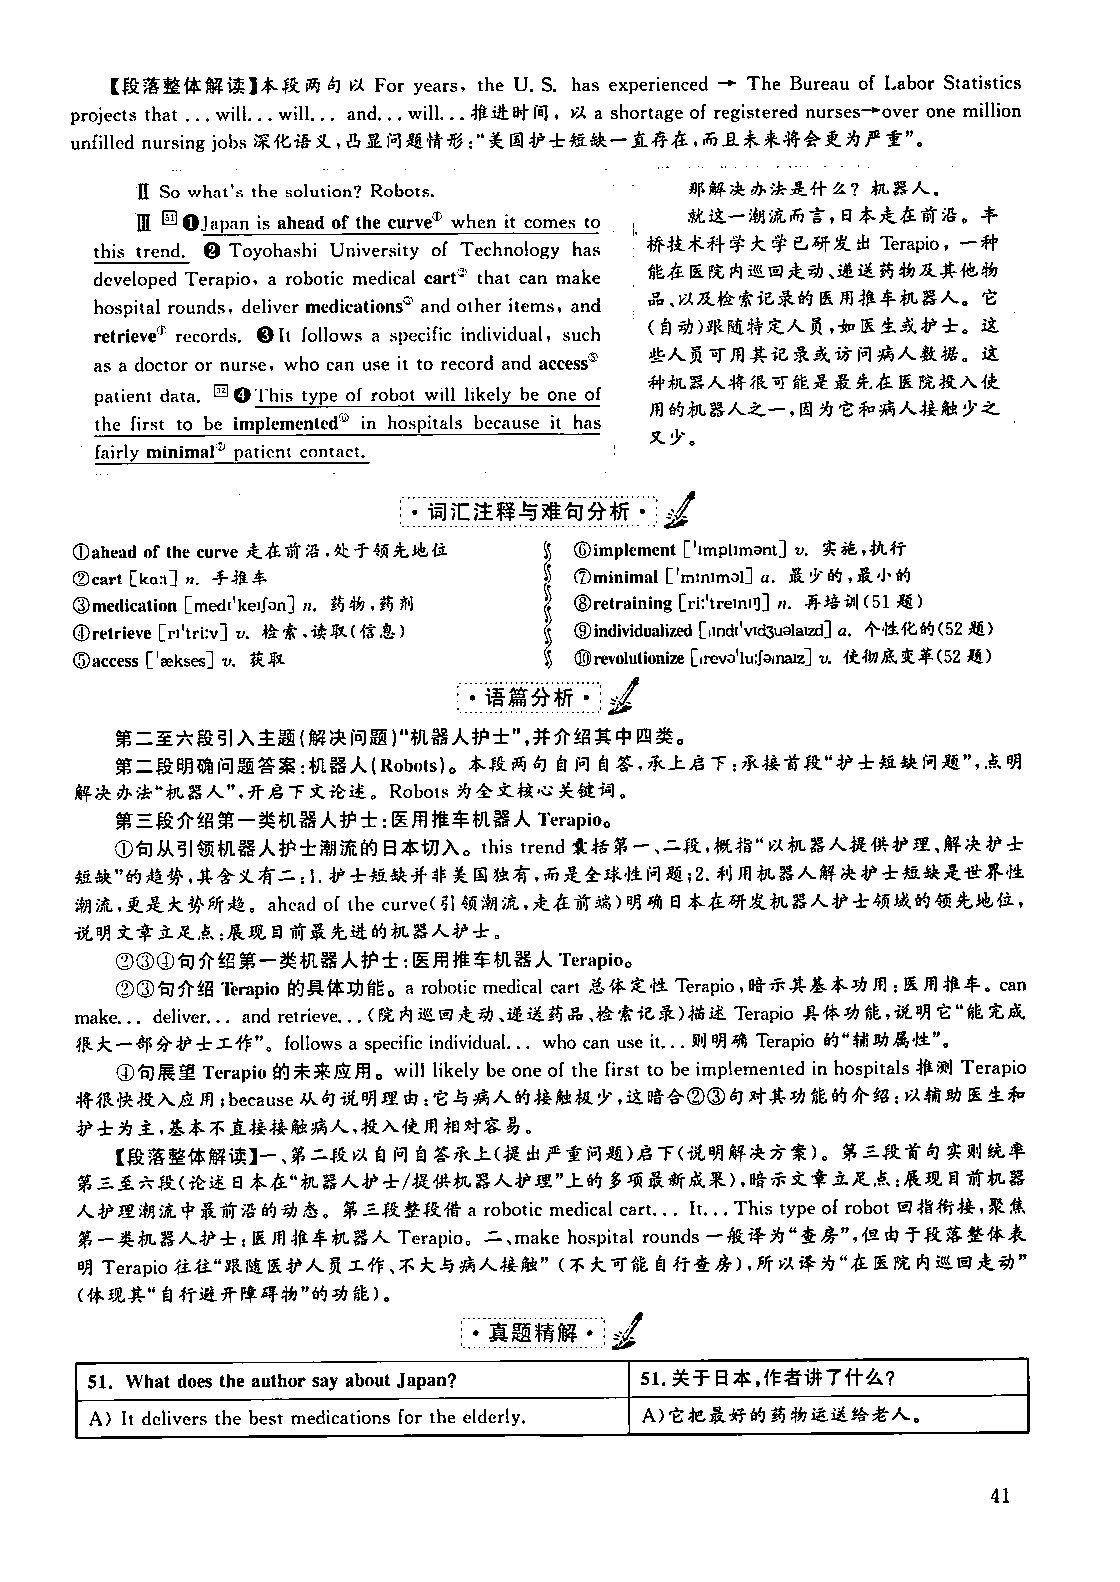 【段落整体解读】本段两句以 For years, the U. S. has experienced → The Bureau of Labor Statistics
projects that ... will... will... and... will... 推进时间，以 a shortage of registered nurses→over one million
unfilled nursing jobs 深化语义，凸显问题情形：“美国护士短缺一直存在，而且未来将会更为严重”。
Ⅱ So what's the solution? Robots.
Ⅲ 51 ❶Japan is ahead of the curve① when it comes to
this trend. ❷ Toyohashi University of Technology has
developed Terapio, a robotic medical cart② that can make
hospital rounds, deliver medications③ and other items, and
retrieve④ records. ❸It follows a specific individual, such
as a doctor or nurse, who can use it to record and access⑤
patient data. 52 ❹This type of robot will likely be one of
the first to be implemented⑥ in hospitals because it has
fairly minimal⑦ patient contact.
那解决办法是什么？机器人。
就这一潮流而言，日本走在前沿。丰
桥技术科学大学已研发出 Terapio，一种
能在医院内巡回走动、递送药物及其他物
品、以及检索记录的医用推车机器人。它
（自动）跟随特定人员，如医生或护士。这
些人员可用其记录或访问病人数据。这
种机器人将很可能是最先在医院投入使
用的机器人之一，因为它和病人接触少之
又少。
·词汇注释与难句分析·
①ahead of the curve 走在前沿，处于领先地位
②cart [kɑːt] n. 手推车
③medication [medɪˈkeɪʃən] n. 药物，药剂
④retrieve [rɪˈtriːv] v. 检索、读取（信息）
⑤access [ˈækses] v. 获取
⑥implement [ˈɪmplɪmənt] v. 实施，执行
⑦minimal [ˈmɪnɪməl] a. 最少的，最小的
⑧retraining [riːˈtreɪnɪŋ] n. 再培训（51 题）
⑨individualized [ˌɪndɪˈvɪdʒuəlaɪzd] a. 个性化的（52 题）
⑩revolutionize [ˌrevəˈluːʃənaɪz] v. 使彻底变革（52 题）
·语篇分析·
第二至六段引入主题（解决问题）“机器人护士”，并介绍其中四类。
第二段明确问题答案：机器人（Robots）。本段两句自问自答，承上启下：承接首段“护士短缺问题”，点明
解决办法“机器人”，开启下文论述。Robots 为全文核心关键词。
第三段介绍第一类机器人护士：医用推车机器人 Terapio。
①句从引领机器人护士潮流的日本切入。this trend 囊括第一、二段，概指“以机器人提供护理、解决护士
短缺”的趋势，其含义有二：1. 护士短缺并非美国独有，而是全球性问题；2. 利用机器人解决护士短缺是世界性
潮流，更是大势所趋。ahead of the curve（引领潮流，走在前端）明确日本在研发机器人护士领域的领先地位，
说明文章立足点：展现目前最先进的机器人护士。
②③④句介绍第一类机器人护士：医用推车机器人 Terapio。
②③句介绍 Terapio 的具体功能。a robotic medical cart 总体定性 Terapio，暗示其基本功用：医用推车。can
make... deliver... and retrieve...（院内巡回走动、递送药品、检索记录）描述 Terapio 具体功能，说明它“能完成
很大一部分护士工作”。follows a specific individual... who can use it... 则明确 Terapio 的“辅助属性”。
④句展望 Terapio 的未来应用。will likely be one of the first to be implemented in hospitals 推测 Terapio
将很快投入应用；because 从句说明理由：它与病人的接触极少，这暗合②③句对其功能的介绍：以辅助医生和
护士为主，基本不直接接触病人，投入使用相对容易。
【段落整体解读】一、第二段以自问自答承上（提出严重问题）启下（说明解决方案）。第三段首句实则统率
第三至六段（论述日本在“机器人护士/提供机器人护理”上的多项最新成果），暗示文章立足点：展现目前机器
人护理潮流中最前沿的动态。第三段整段借 a robotic medical cart... It... This type of robot 回指衔接，聚焦
第一类机器人护士：医用推车机器人 Terapio。二、make hospital rounds 一般译为“查房”，但由于段落整体表
明 Terapio 往往“跟随医护人员工作、不大与病人接触”（不大可能自行查房），所以译为“在医院内巡回走动”
（体现其“自行避开障碍物”的功能）。
·真题精解·
51. What does the author say about Japan?
51. 关于日本，作者讲了什么？
A) It delivers the best medications for the elderly.
A)它把最好的药物运送给老人。
41